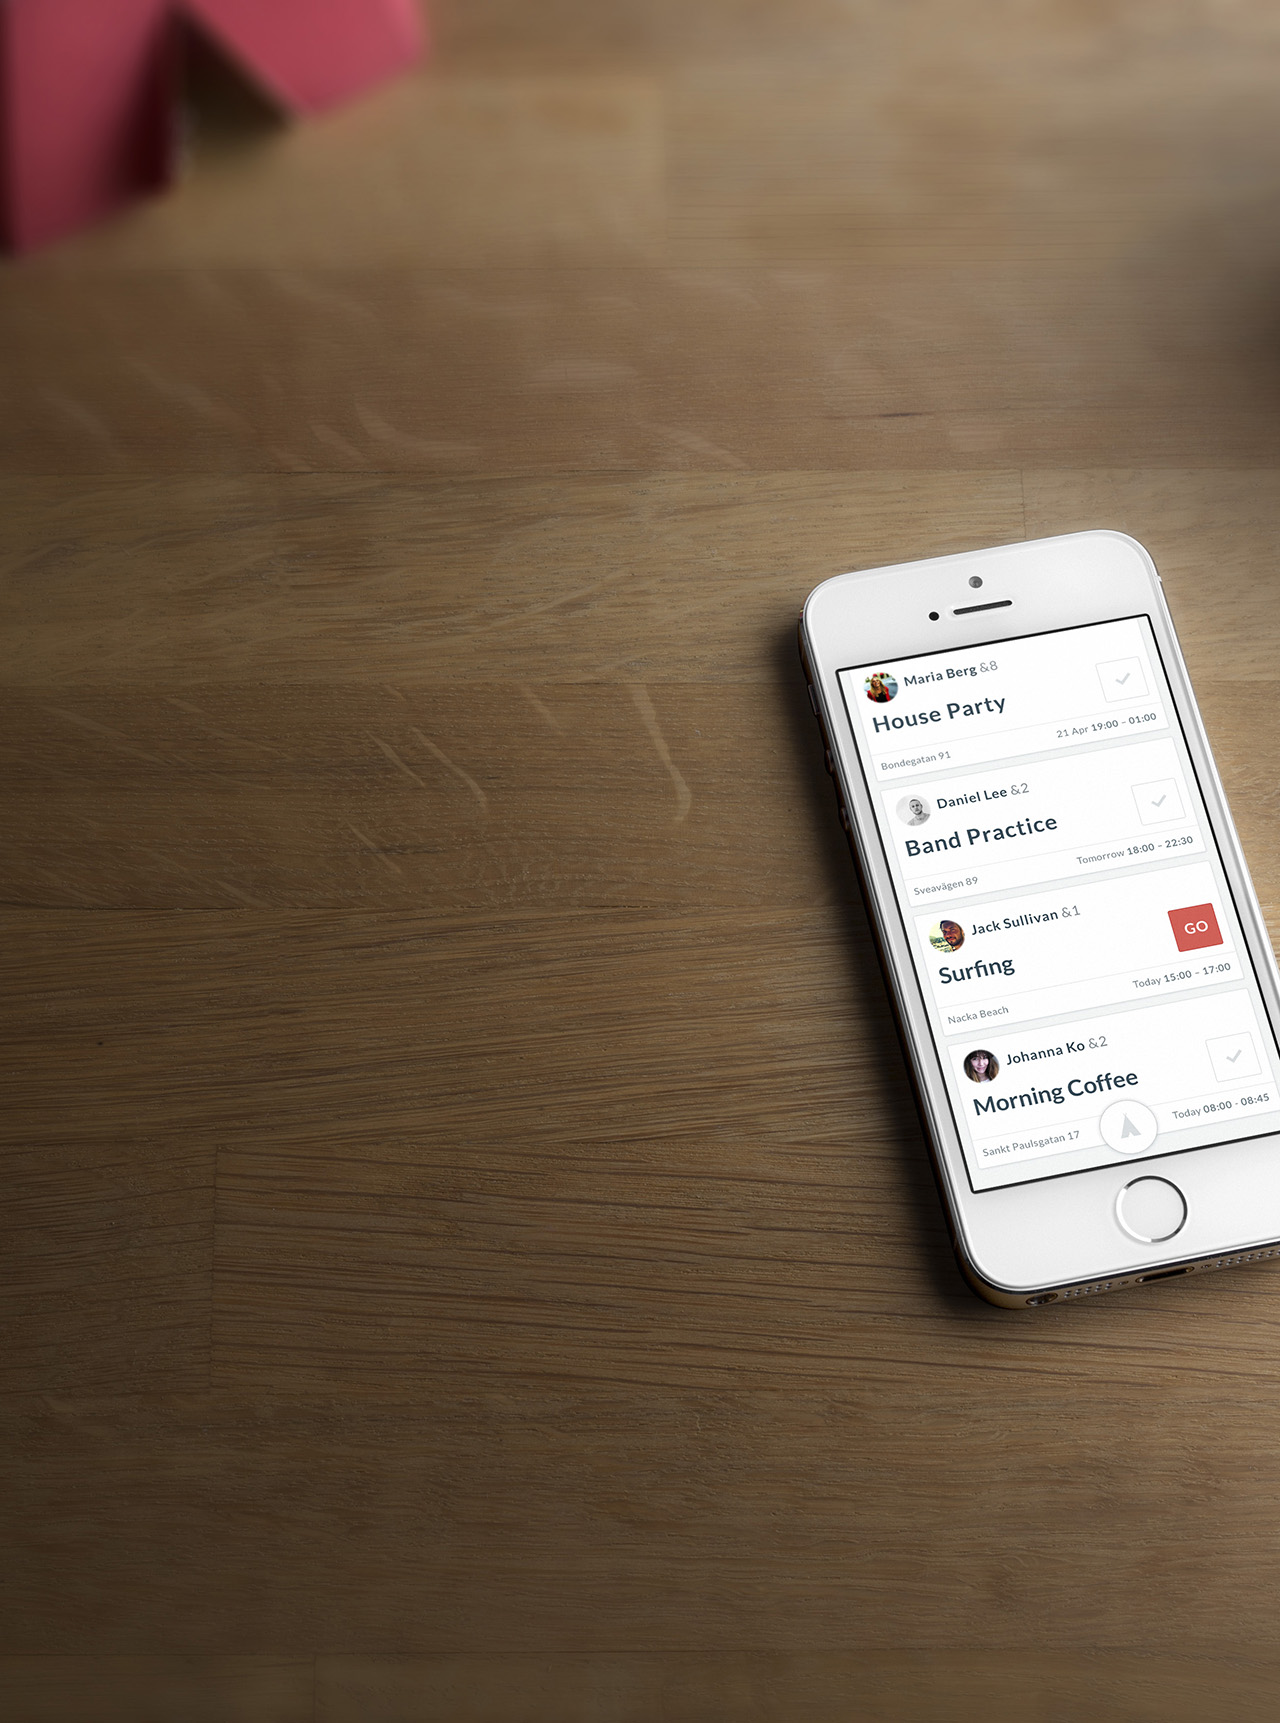 Maria Berg &8
House Party
Bondegatan 91
21 Apr 19:00 – 01:00
Daniel Lee &2
Band Practice
Sveavägen 89
Tomorrow 18:00 – 22:30
Jack Sullivan &1
GO
Surfing
Nacka Beach
Today 15:00 – 17:00
Johanna Ko &2
Morning Coffee
Sankt Paulsgatan 17
Today 08:00 - 08:45